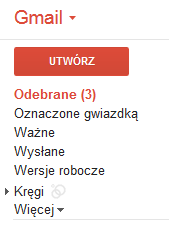 Gmail
UTWÓRZ
Odebrane (3)
Oznaczone gwiazdką
Ważne
Wysłane
Wersje robocze
Kręgi
Więcej